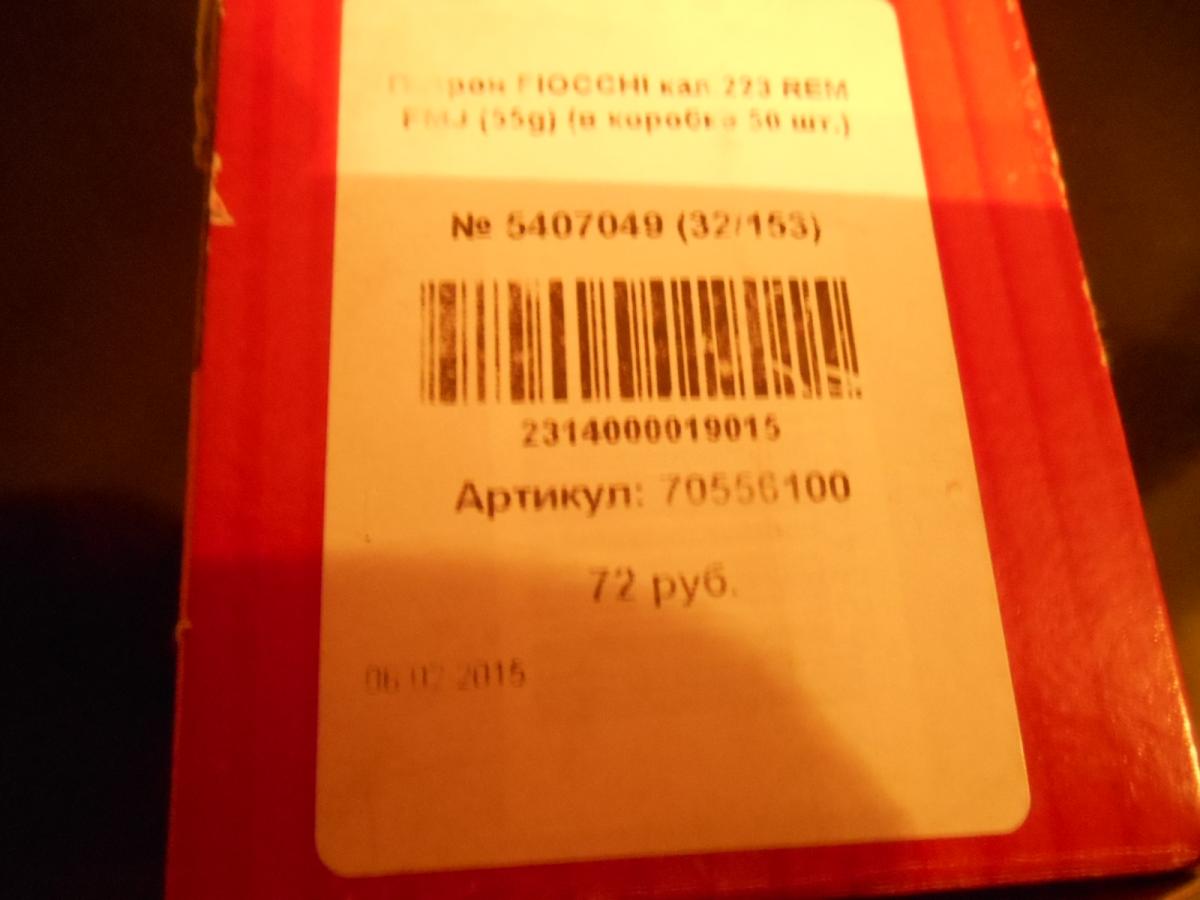 Патрон FIOCCHI кал.223 REM
FMJ (55g) (в коробке 50 шт.)
№ 5407049 (32/153)
2314000019015
Артикул: 70556100
72 руб.
06.02.2015